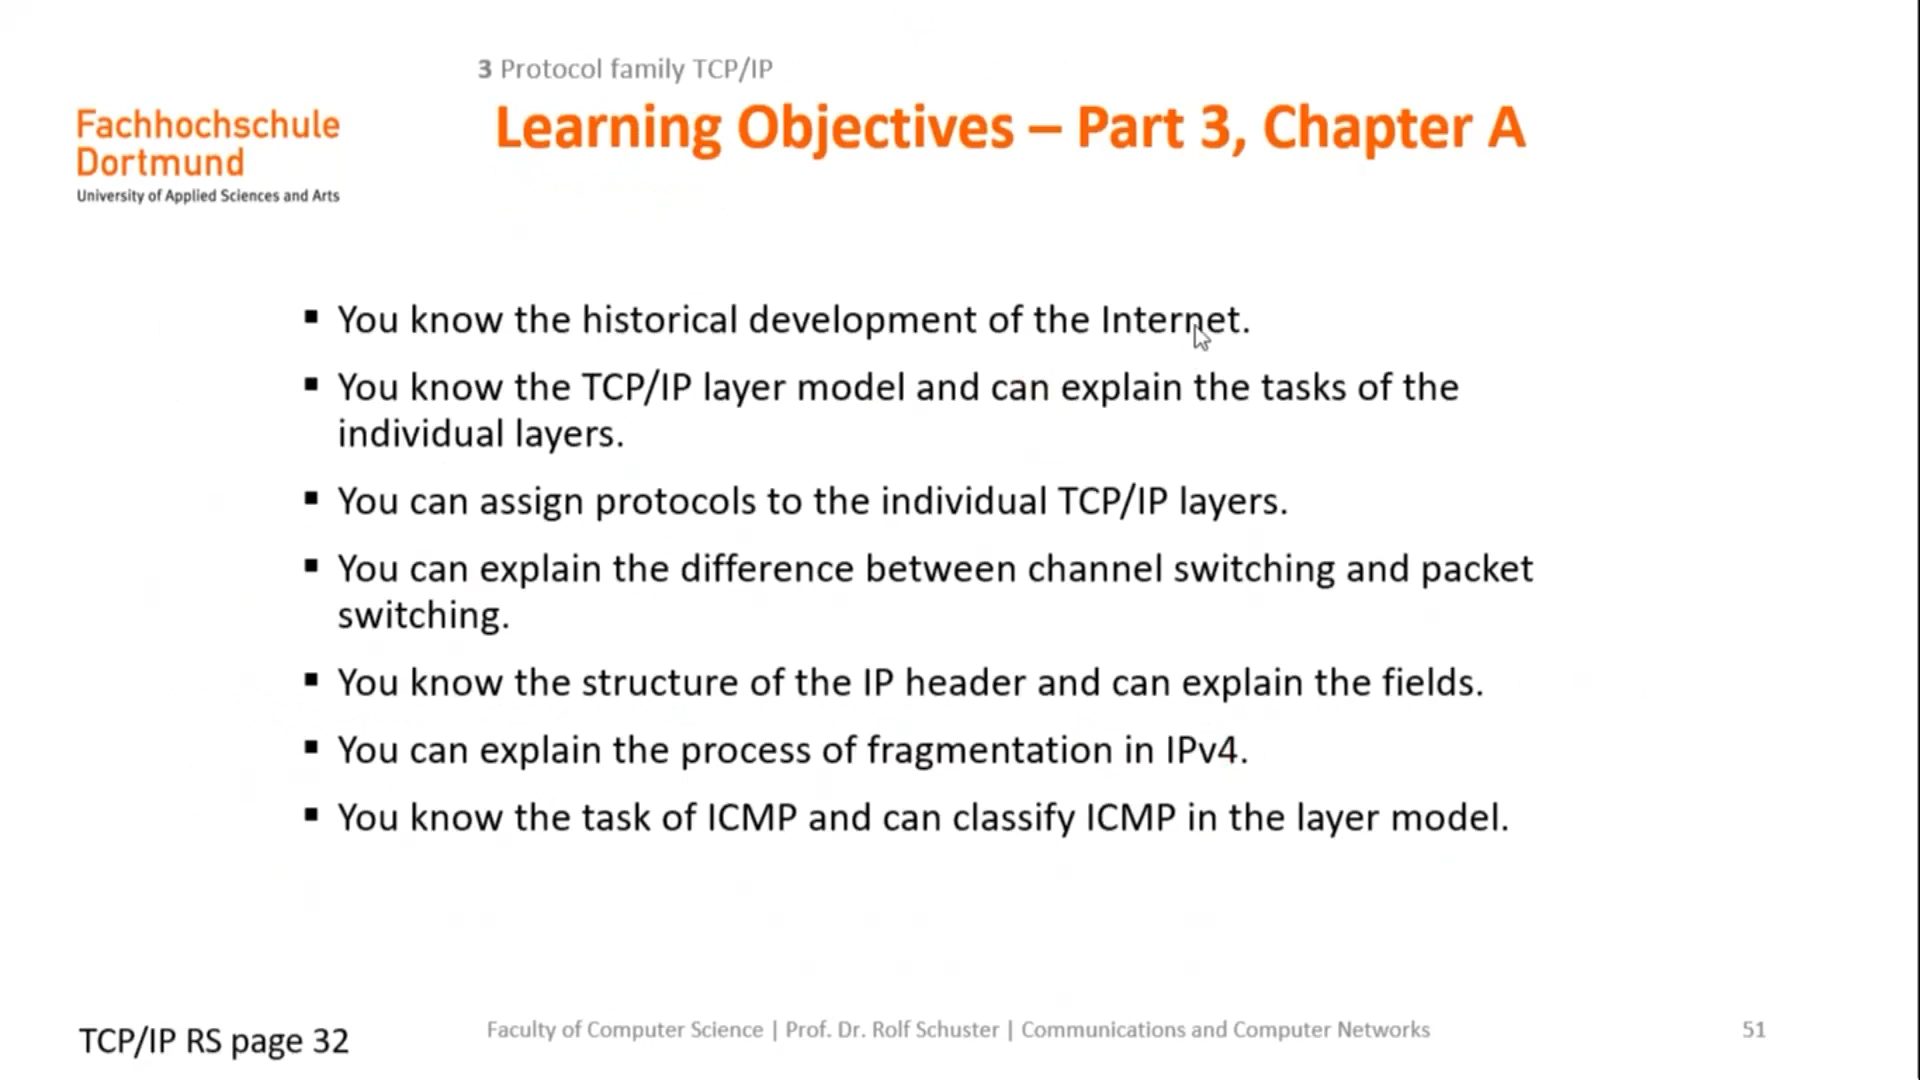 3 Protocol family TCP/IP
Learning Objectives – Part 3, Chapter A
Fachhochschule
Dortmund
University of Applied Sciences and Arts
▪ You know the historical development of the Internet.
▪ You know the TCP/IP layer model and can explain the tasks of the
individual layers.
▪ You can assign protocols to the individual TCP/IP layers.
▪ You can explain the difference between channel switching and packet
switching.
▪ You know the structure of the IP header and can explain the fields.
▪ You can explain the process of fragmentation in IPv4.
▪ You know the task of ICMP and can classify ICMP in the layer model.
TCP/IP RS page 32
Faculty of Computer Science | Prof. Dr. Rolf Schuster | Communications and Computer Networks
51